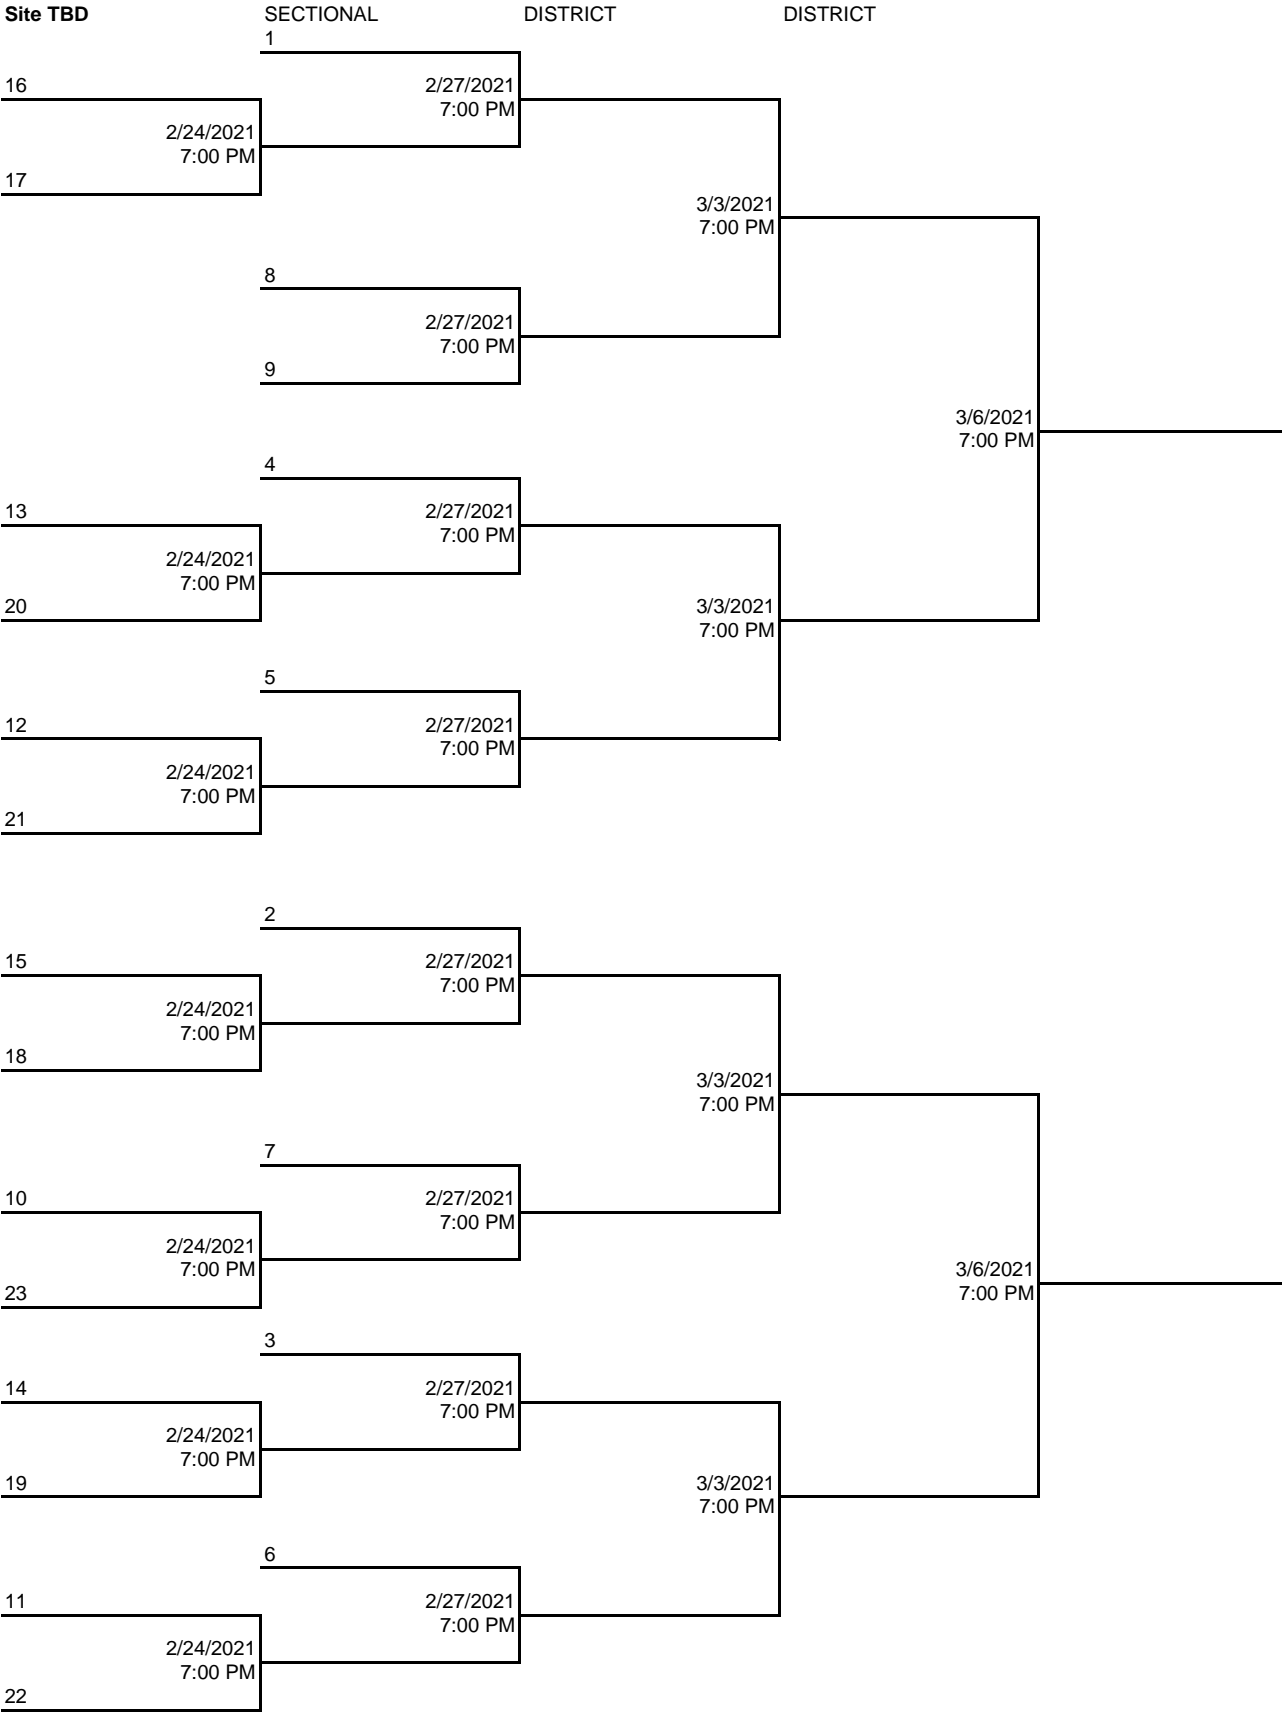 Site TBD SECTIONAL DISTRICT DISTRICT
1
16 2/27/2021
7:00 PM
2/24/2021
7:00 PM
17
3/3/2021
7:00 PM
8
2/27/2021
7:00 PM
9
3/6/2021
7:00 PM
4
13 2/27/2021
7:00 PM
2/24/2021
7:00 PM
20 3/3/2021
7:00 PM
5
12 2/27/2021
7:00 PM
2/24/2021
7:00 PM
21
2
15 2/27/2021
7:00 PM
2/24/2021
7:00 PM
18
3/3/2021
7:00 PM
7
10 2/27/2021
7:00 PM
2/24/2021
7:00 PM
3/6/2021
7:00 PM
23
3
14 2/27/2021
7:00 PM
2/24/2021
7:00 PM
19 3/3/2021
7:00 PM
6
11 2/27/2021
7:00 PM
2/24/2021
7:00 PM
22